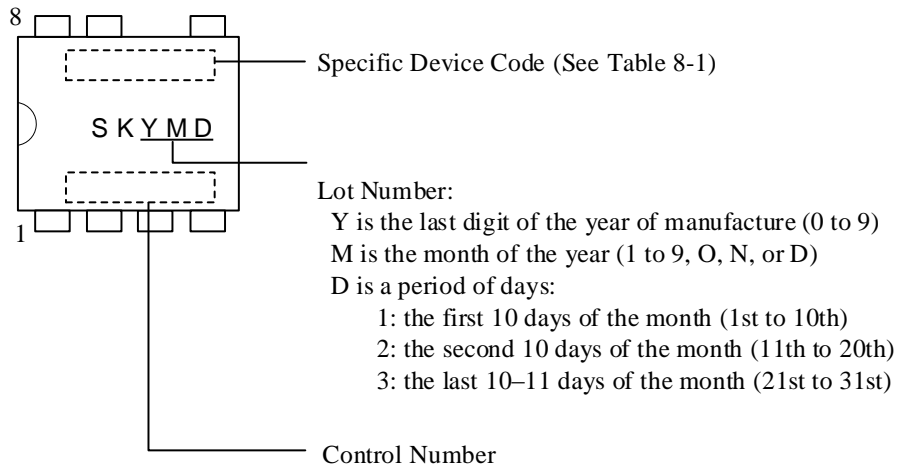 8
Specific Device Code (See Table 8-1)
S K Y M D
Lot Number:
Y is the last digit of the year of manufacture (0 to 9)
M is the month of the year (1 to 9, O, N, or D)
D is a period of days:
1: the first 10 days of the month (1st to 10th)
2: the second 10 days of the month (11th to 20th)
3: the last 10–11 days of the month (21st to 31st)
1
Control Number